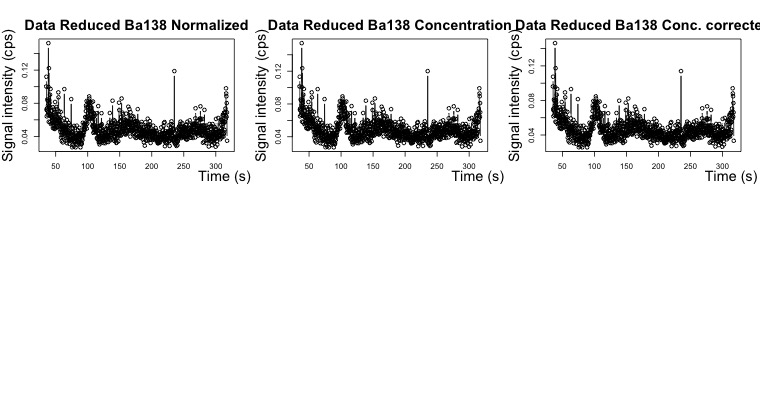 Data Reduced Ba138 Normalized
Signal intensity (cps)
0.04 0.08 0.12
50 100 150 200 250 300
Time (s)
Data Reduced Ba138 Concentration
Signal intensity (cps)
0.04 0.08 0.12
50 100 150 200 250 300
Time (s)
Data Reduced Ba138 Conc. correcte
Signal intensity (cps)
0.04 0.08 0.12
50 100 150 200 250 300
Time (s)